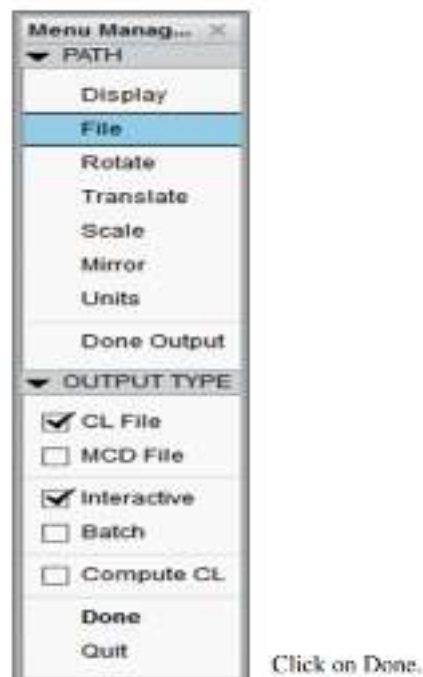 Menu Manag...
PATH
Display
File
Rotate
Translate
Scale
Mirror
Units
Done Output
OUTPUT TYPE
CL File
MCD File
Interactive
Batch
Compute CL
Done
Quit
Click on Done.